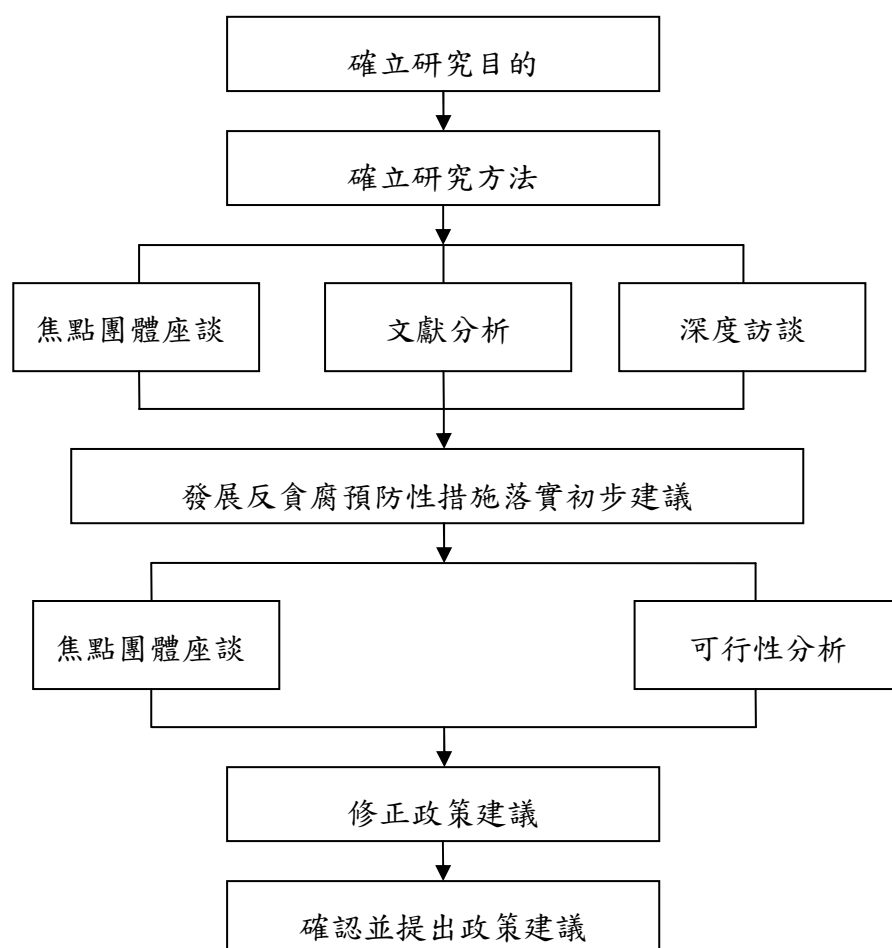 確立研究目的
確立研究方法
焦點團體座談
文獻分析
深度訪談
發展反貪腐預防性措施落實初步建議
焦點團體座談
可行性分析
修正政策建議
確認並提出政策建議